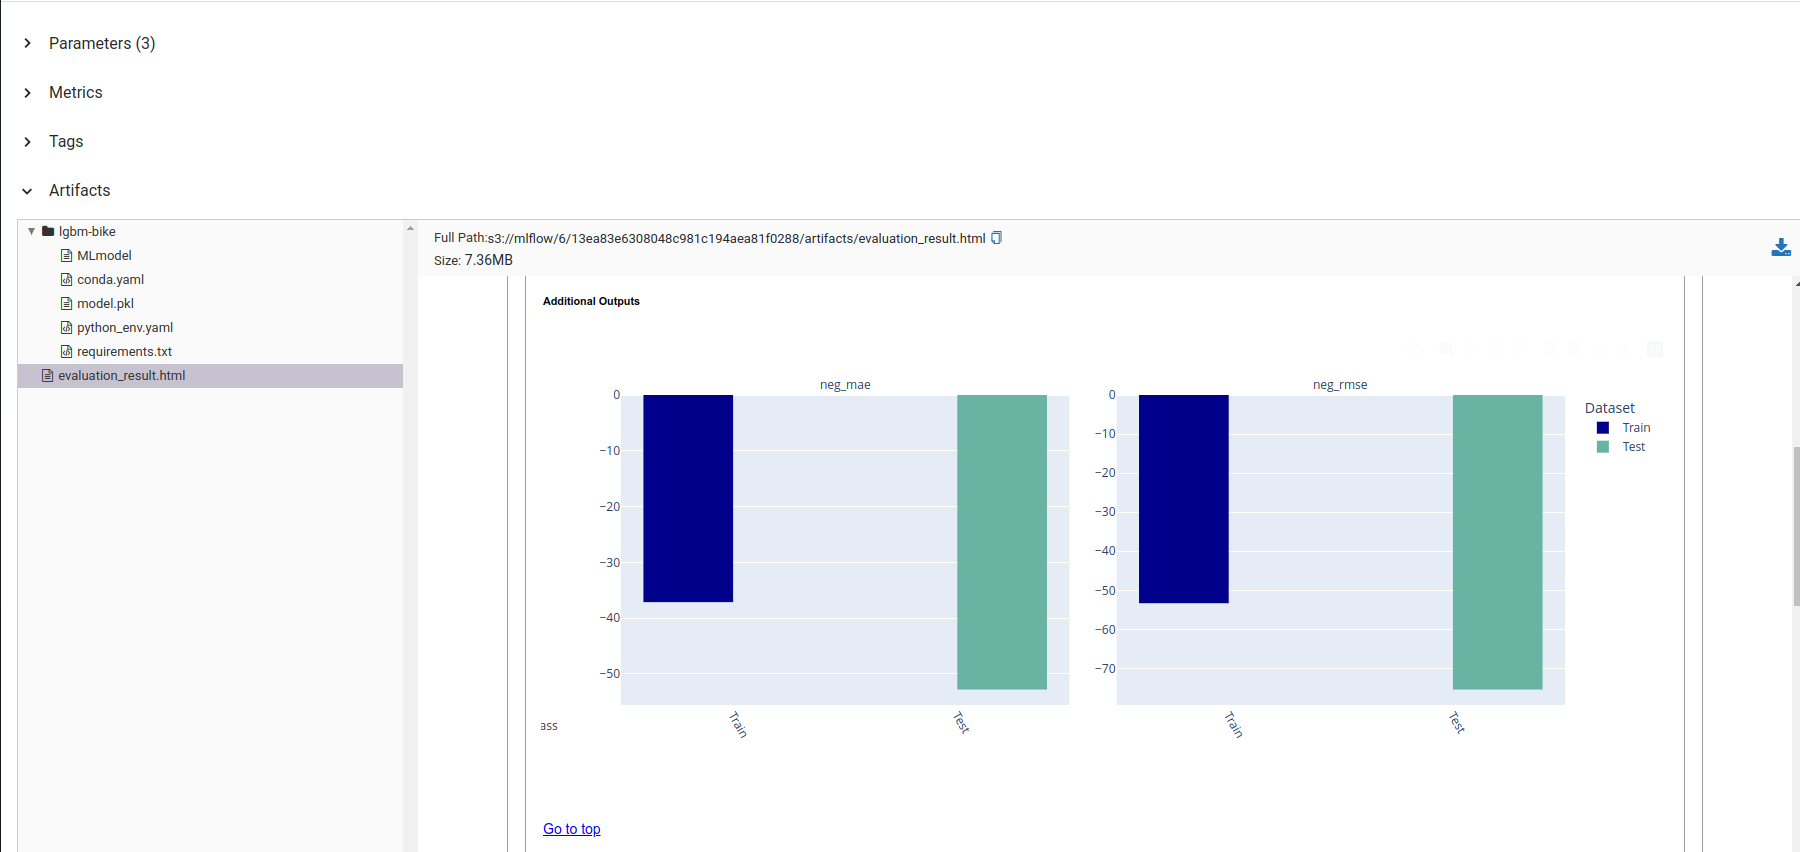 Parameters (3)
Metrics
Tags
Artifacts
lgbm-bike
MLmodel
conda.yaml
model.pkl
python_env.yaml
requirements.txt
evaluation_result.html
Full Path:s3://mlflow/6/13ea83e6308048c981c194aea81f0288/artifacts/evaluation_result.html
Size: 7.36MB
Additional Outputs
neg_mae
0
−10
−20
−30
−40
−50
Train
Test
neg_rmse
0
−10
−20
−30
−40
−50
−60
−70
Train
Test
Dataset
Train
Test
ass
Go to top